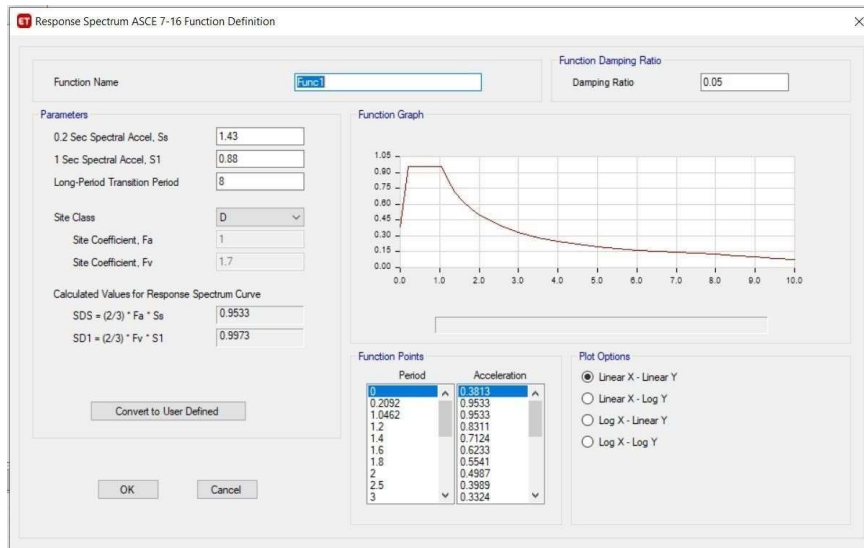 ET Response Spectrum ASCE 7-16 Function Definition
Function Name
Func1
Function Damping Ratio
Damping Ratio
0.05
Parameters
0.2 Sec Spectral Accel, Ss
1.43
1 Sec Spectral Accel, S1
0.88
Long-Period Transition Period
8
Site Class
D
Site Coefficient, Fa
1
Site Coefficient, Fv
1.7
Calculated Values for Response Spectrum Curve
SDS = (2/3) * Fa * Ss
0.9533
SD1 = (2/3) * Fv * S1
0.9973
Convert to User Defined
OK
Cancel
Function Graph
1.05
0.90
0.75
0.60
0.45
0.30
0.15
0.00
0.0 1.0 2.0 3.0 4.0 5.0 6.0 7.0 8.0 9.0 10.0
Function Points
Period Acceleration
0 0.3813
0.2092 0.9533
1.0462 0.9533
1.2 0.8311
1.4 0.7124
1.6 0.6233
1.8 0.5541
2 0.4987
2.5 0.3989
3 0.3324
Plot Options
Linear X - Linear Y
Linear X - Log Y
Log X - Linear Y
Log X - Log Y